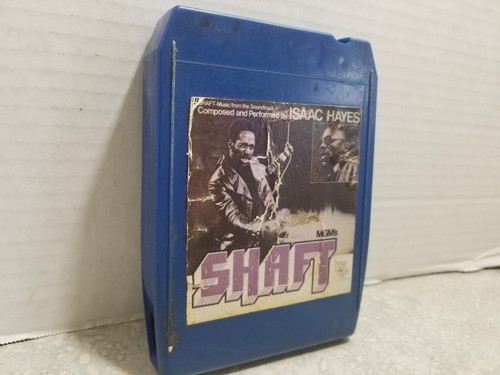 SHAFT-Music from the Soundtrack
Composed and Performed by ISAAC HAYES
MGM's
SHAFT